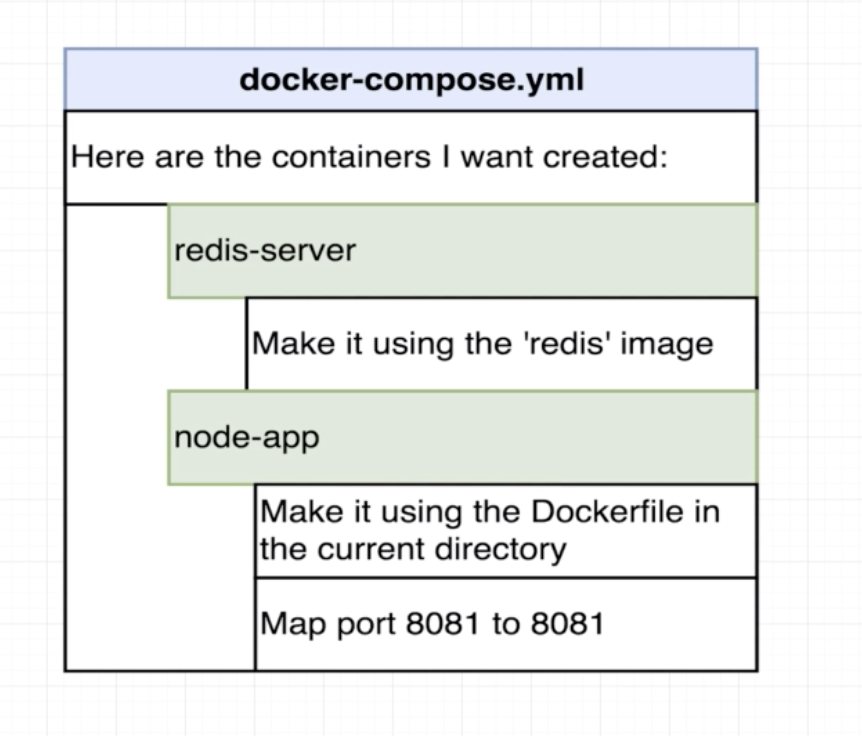 docker-compose.yml
Here are the containers I want created:
redis-server
Make it using the 'redis' image
node-app
Make it using the Dockerfile in
the current directory
Map port 8081 to 8081